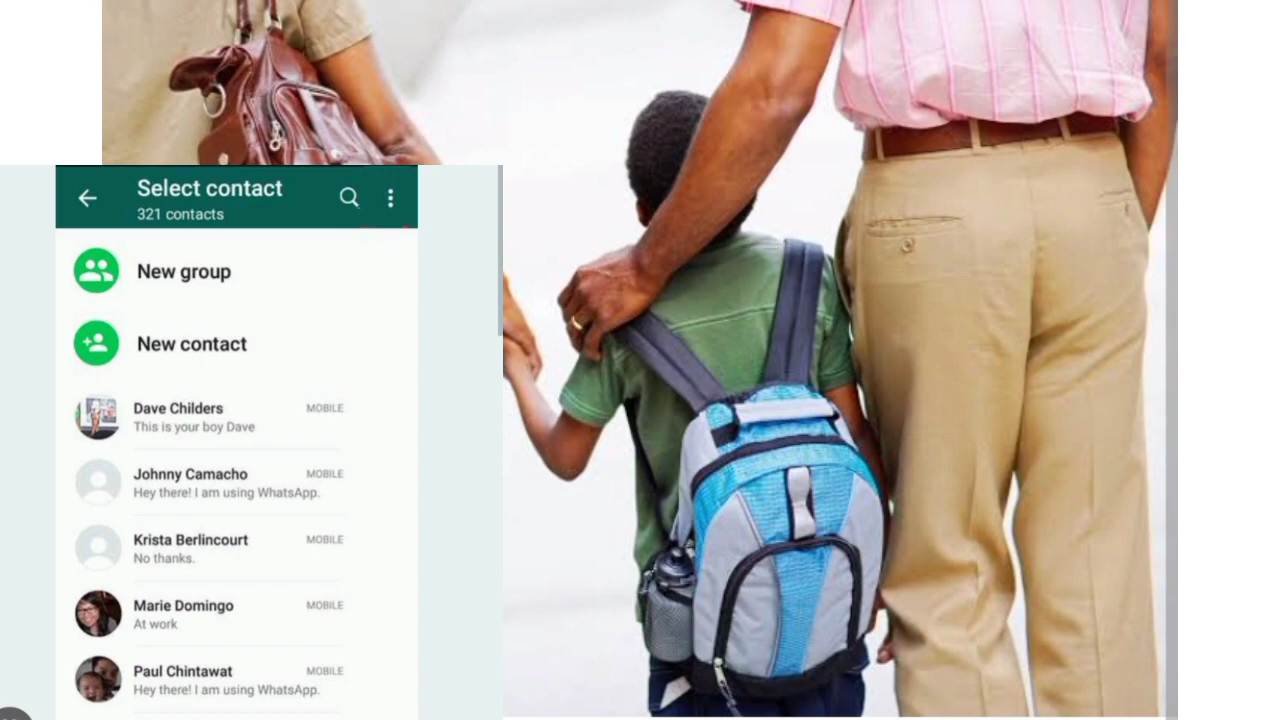 Select contact
321 contacts
New group
New contact
Dave Childers MOBILE
This is your boy Dave
Johnny Camacho MOBILE
Hey there! I am using WhatsApp.
Krista Berlincourt MOBILE
No thanks.
Marie Domingo MOBILE
At work
Paul Chintawat MOBILE
Hey there! I am using WhatsApp.